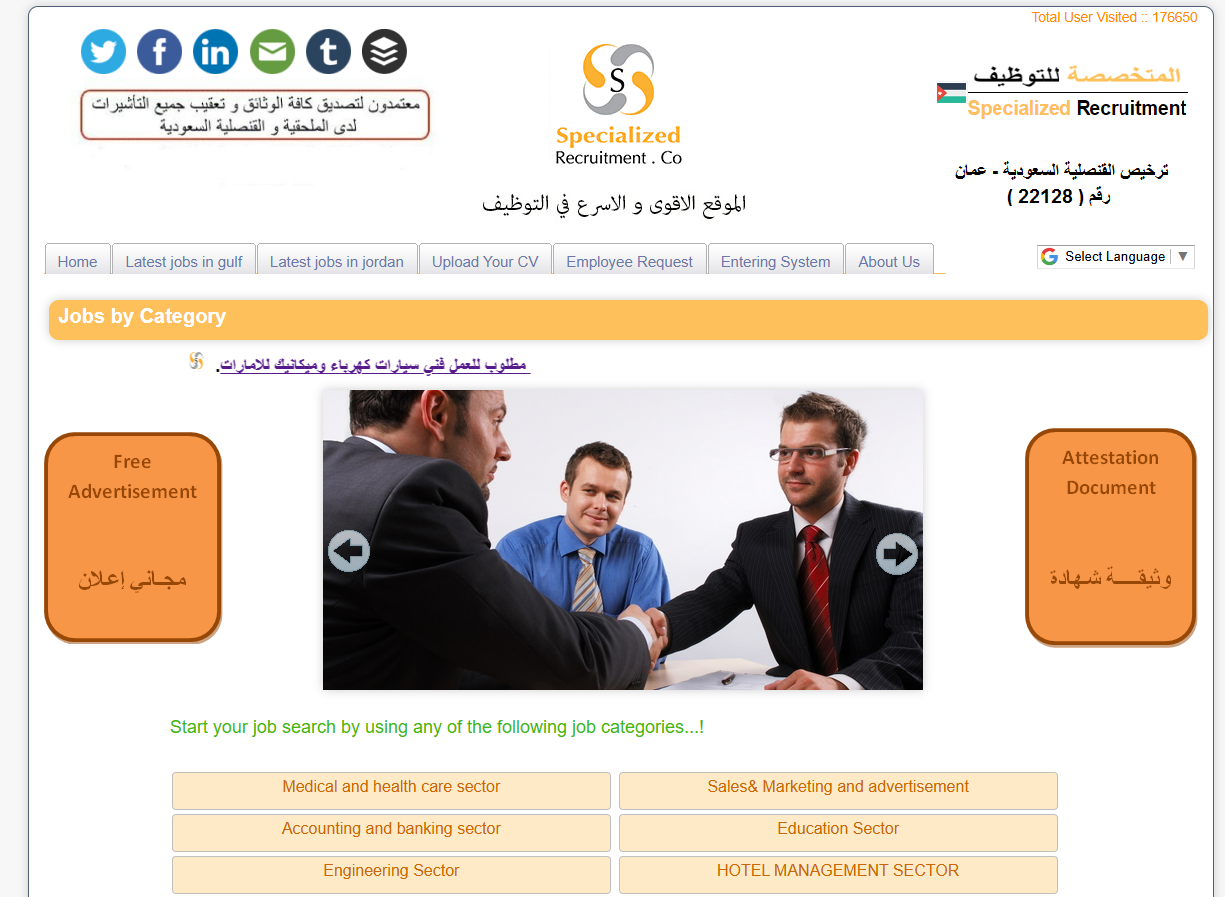 Total User Visited :: 176650
معتمدون لتصديق كافة الوثائق و تعقيب جميع التأشيرات
لدى الملحقية و القنصلية السعودية
S
Specialized
Recruitment . Co
الموقع الاقوى و الاسرع في التوظيف
المتخصصة للتوظيف
Specialized Recruitment
ترخيص القنصلية السعودية - عمان
رقم ( 22128 )
Home
Latest jobs in gulf
Latest jobs in jordan
Upload Your CV
Employee Request
Entering System
About Us
Select Language ▼
Jobs by Category
مطلوب للعمل فني سيارات كهرباء وميكانيك للامارات.
Free
Advertisement
مجـاني إعـلان
Attestation
Document
وثيقــــة شـهادة
Start your job search by using any of the following job categories...!
Medical and health care sector
Sales& Marketing and advertisement
Accounting and banking sector
Education Sector
Engineering Sector
HOTEL MANAGEMENT SECTOR